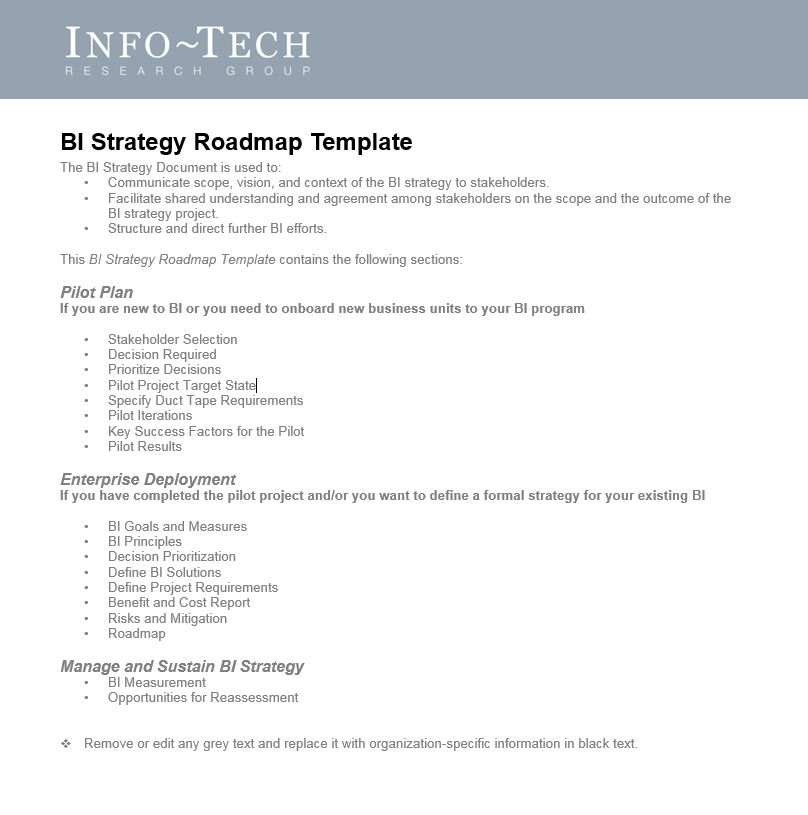 INFO~TECH
RESEARCH GROUP
BI Strategy Roadmap Template
The BI Strategy Document is used to:
• Communicate scope, vision, and context of the BI strategy to stakeholders.
• Facilitate shared understanding and agreement among stakeholders on the scope and the outcome of the
BI strategy project.
• Structure and direct further BI efforts.
This BI Strategy Roadmap Template contains the following sections:
Pilot Plan
If you are new to BI or you need to onboard new business units to your BI program
• Stakeholder Selection
• Decision Required
• Prioritize Decisions
• Pilot Project Target State
• Specify Duct Tape Requirements
• Pilot Iterations
• Key Success Factors for the Pilot
• Pilot Results
Enterprise Deployment
If you have completed the pilot project and/or you want to define a formal strategy for your existing BI
• BI Goals and Measures
• BI Principles
• Decision Prioritization
• Define BI Solutions
• Define Project Requirements
• Benefit and Cost Report
• Risks and Mitigation
• Roadmap
Manage and Sustain BI Strategy
• BI Measurement
• Opportunities for Reassessment
❖ Remove or edit any grey text and replace it with organization-specific information in black text.